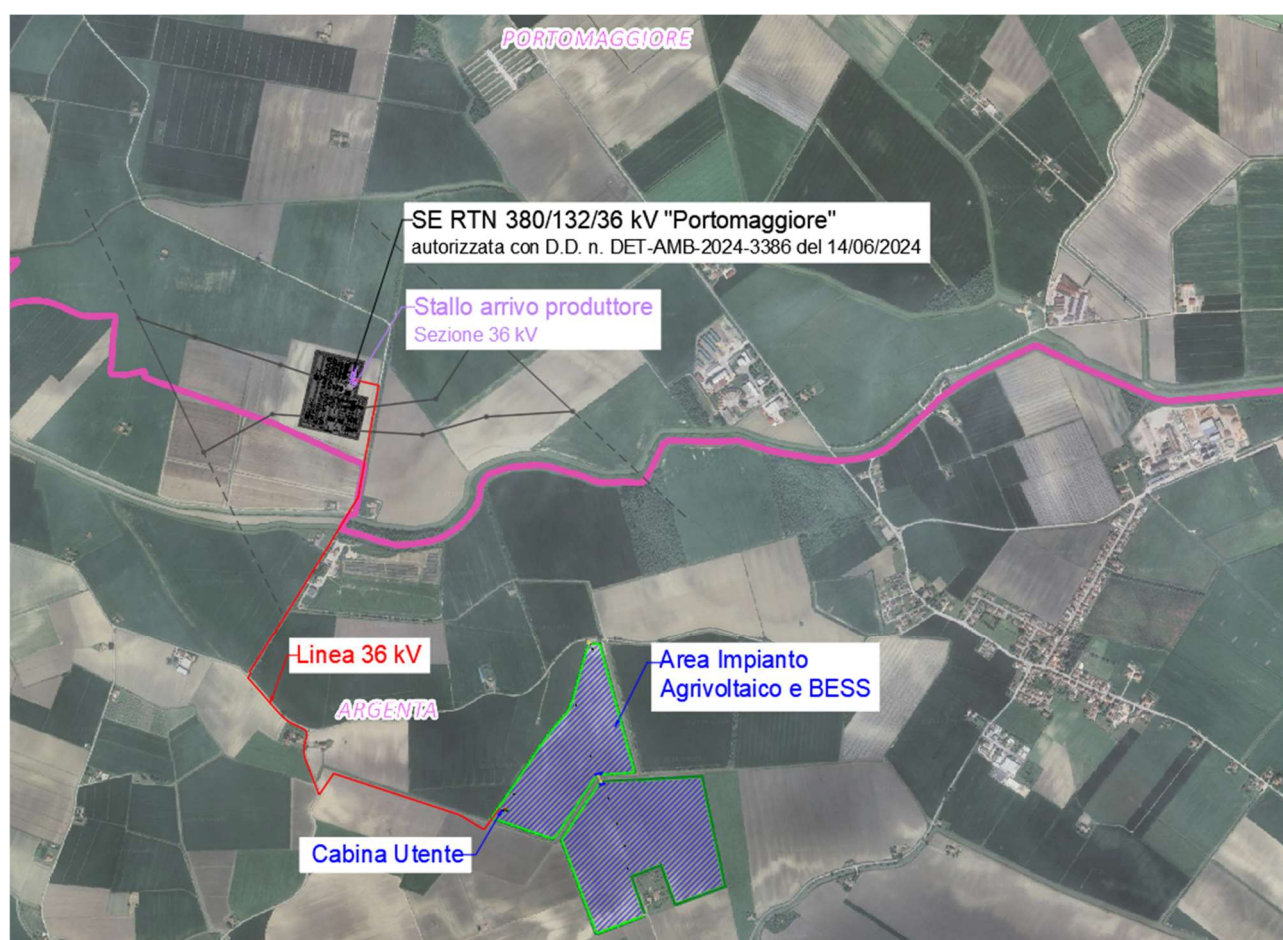 PORTOMAGGIORE
SE RTN 380/132/36 kV "Portomaggiore"
autorizzata con D.D. n. DET-AMB-2024-3386 del 14/06/2024
Stallo arrivo produttore
Sezione 36 kV
Linea 36 kV
Area Impianto
Agrivoltaico e BESS
ARGENTA
Cabina Utente